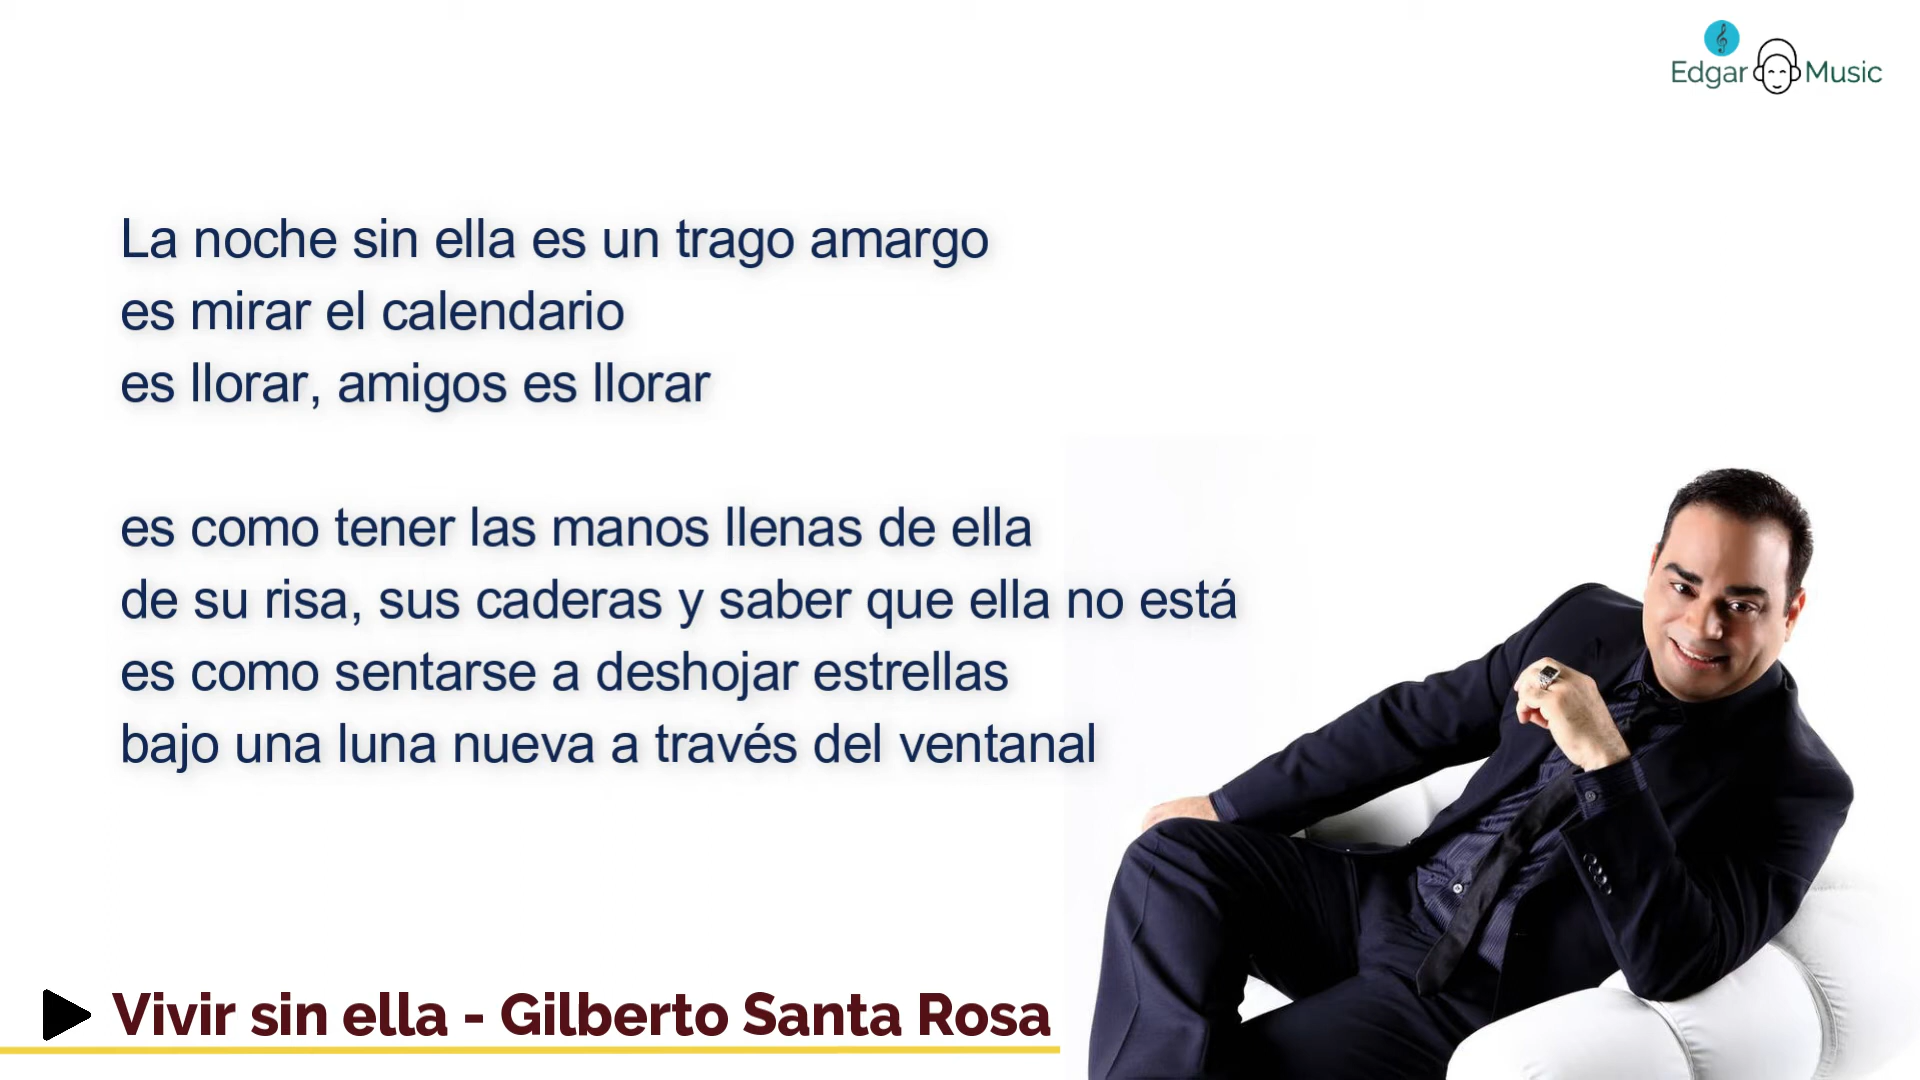 Edgar Music
La noche sin ella es un trago amargo
es mirar el calendario
es llorar, amigos es llorar
es como tener las manos llenas de ella
de su risa, sus caderas y saber que ella no está
es como sentarse a deshojar estrellas
bajo una luna nueva a través del ventanal
Vivir sin ella - Gilberto Santa Rosa